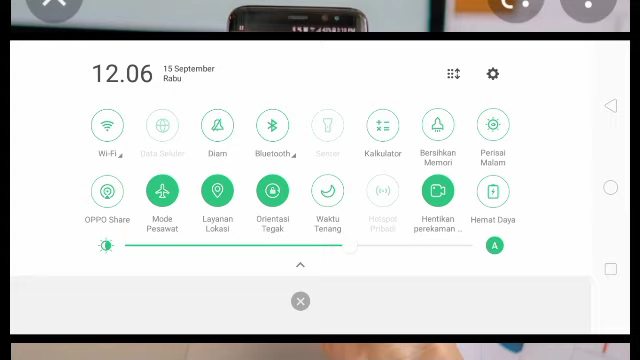 12.06
15 September
Rabu
Wi-Fi
Data Seluler
Diam
Bluetooth
Senter
Kalkulator
Bersihkan
Memori
Perisai
Malam
OPPO Share
Mode
Pesawat
Layanan
Lokasi
Orientasi
Tegak
Waktu
Tenang
Hotspot
Pribadi
Hentikan
perekaman ..
Hemat Daya
A